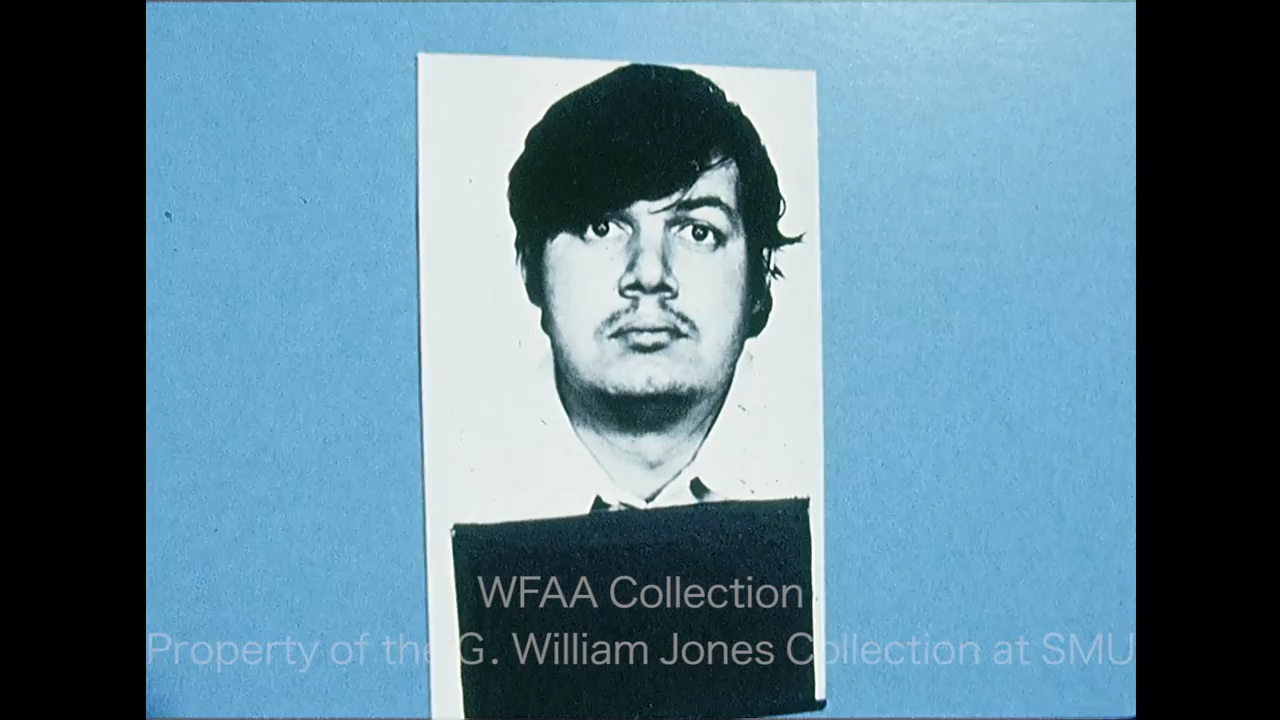 WFAA Collection
Property of the G. William Jones Collection at SMU